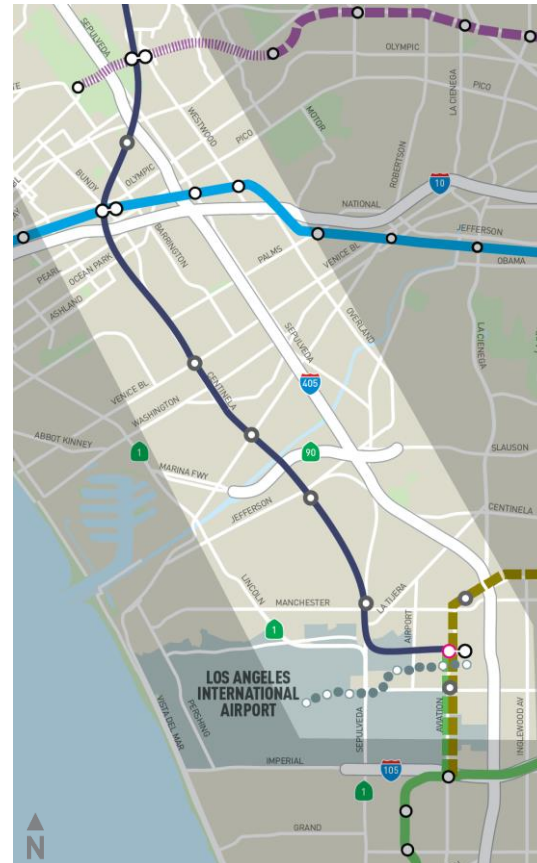 SEPULVEDA
OLYMPIC
PICO
LA CIENEGA
WESTWOOD
MOTOR
PICO
ROBERTSON
BUNDY
OLYMPIC
10
NATIONAL
JEFFERSON
OBAMA
BARRINGTON
PALMS
VENICE BL
PEARL
OCEAN PARK
ASHLAND
OVERLAND
SEPULVEDA
LA CIENEGA
405
CENTINELA
VENICE BL
WASHINGTON
ABBOT KINNEY
1
90
MARINA FWY
SLAUSON
JEFFERSON
CENTINELA
LINCOLN
MANCHESTER
LA TIJERA
AIRPORT
1
LOS ANGELES
INTERNATIONAL
AIRPORT
PERSHING
VISTA DEL MAR
SEPULVEDA
AVIATION
INGLEWOOD AV
IMPERIAL
105
1
GRAND
N